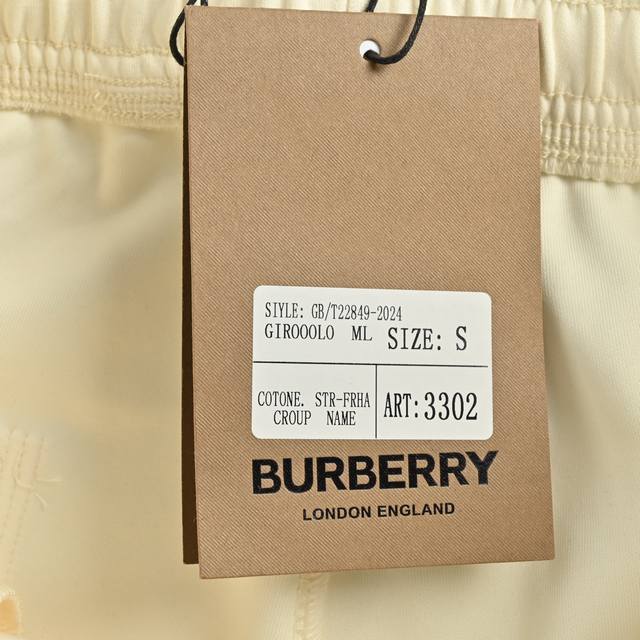 SIYLE: GB/T22849-2024
GIROOOLO ML SIZE: S
COTONE. STR-FRHA
CROUP NAME
ART:3302
BURBERRY
LONDON ENGLAND